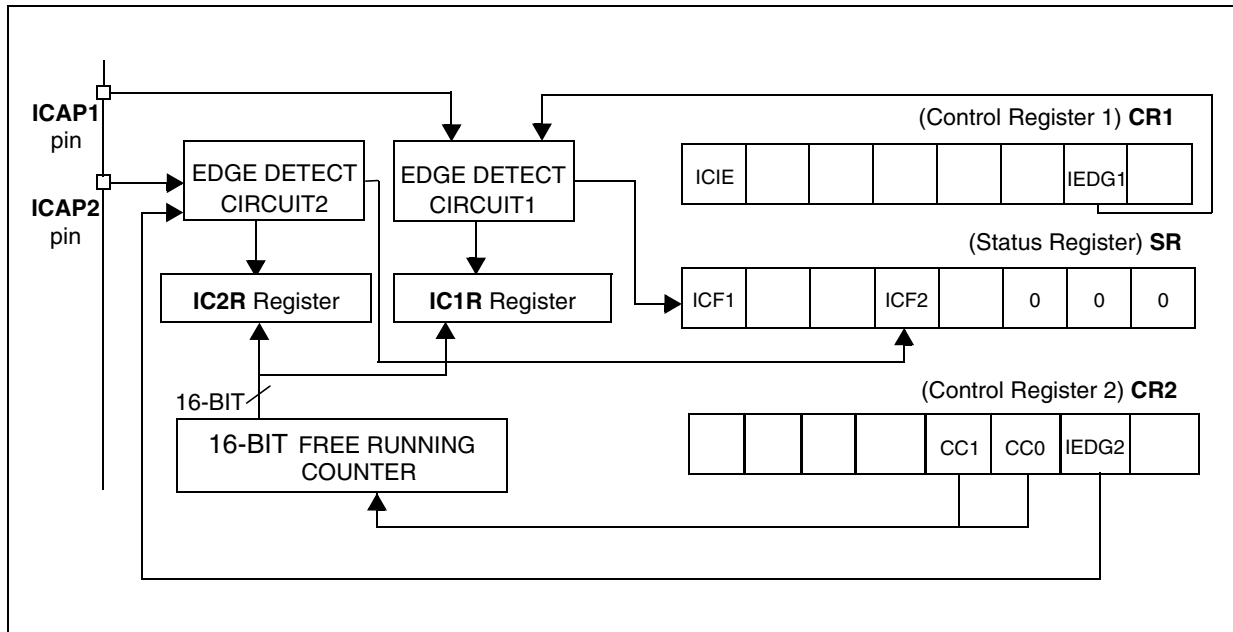 ICAP1
pin
ICAP2
pin
EDGE DETECT
CIRCUIT2
EDGE DETECT
CIRCUIT1
IC2R Register
IC1R Register
16-BIT
16-BIT FREE RUNNING
COUNTER
(Control Register 1) CR1
ICIE IEDG1
(Status Register) SR
ICF1 ICF2 0 0 0
(Control Register 2) CR2
CC1 CC0 IEDG2